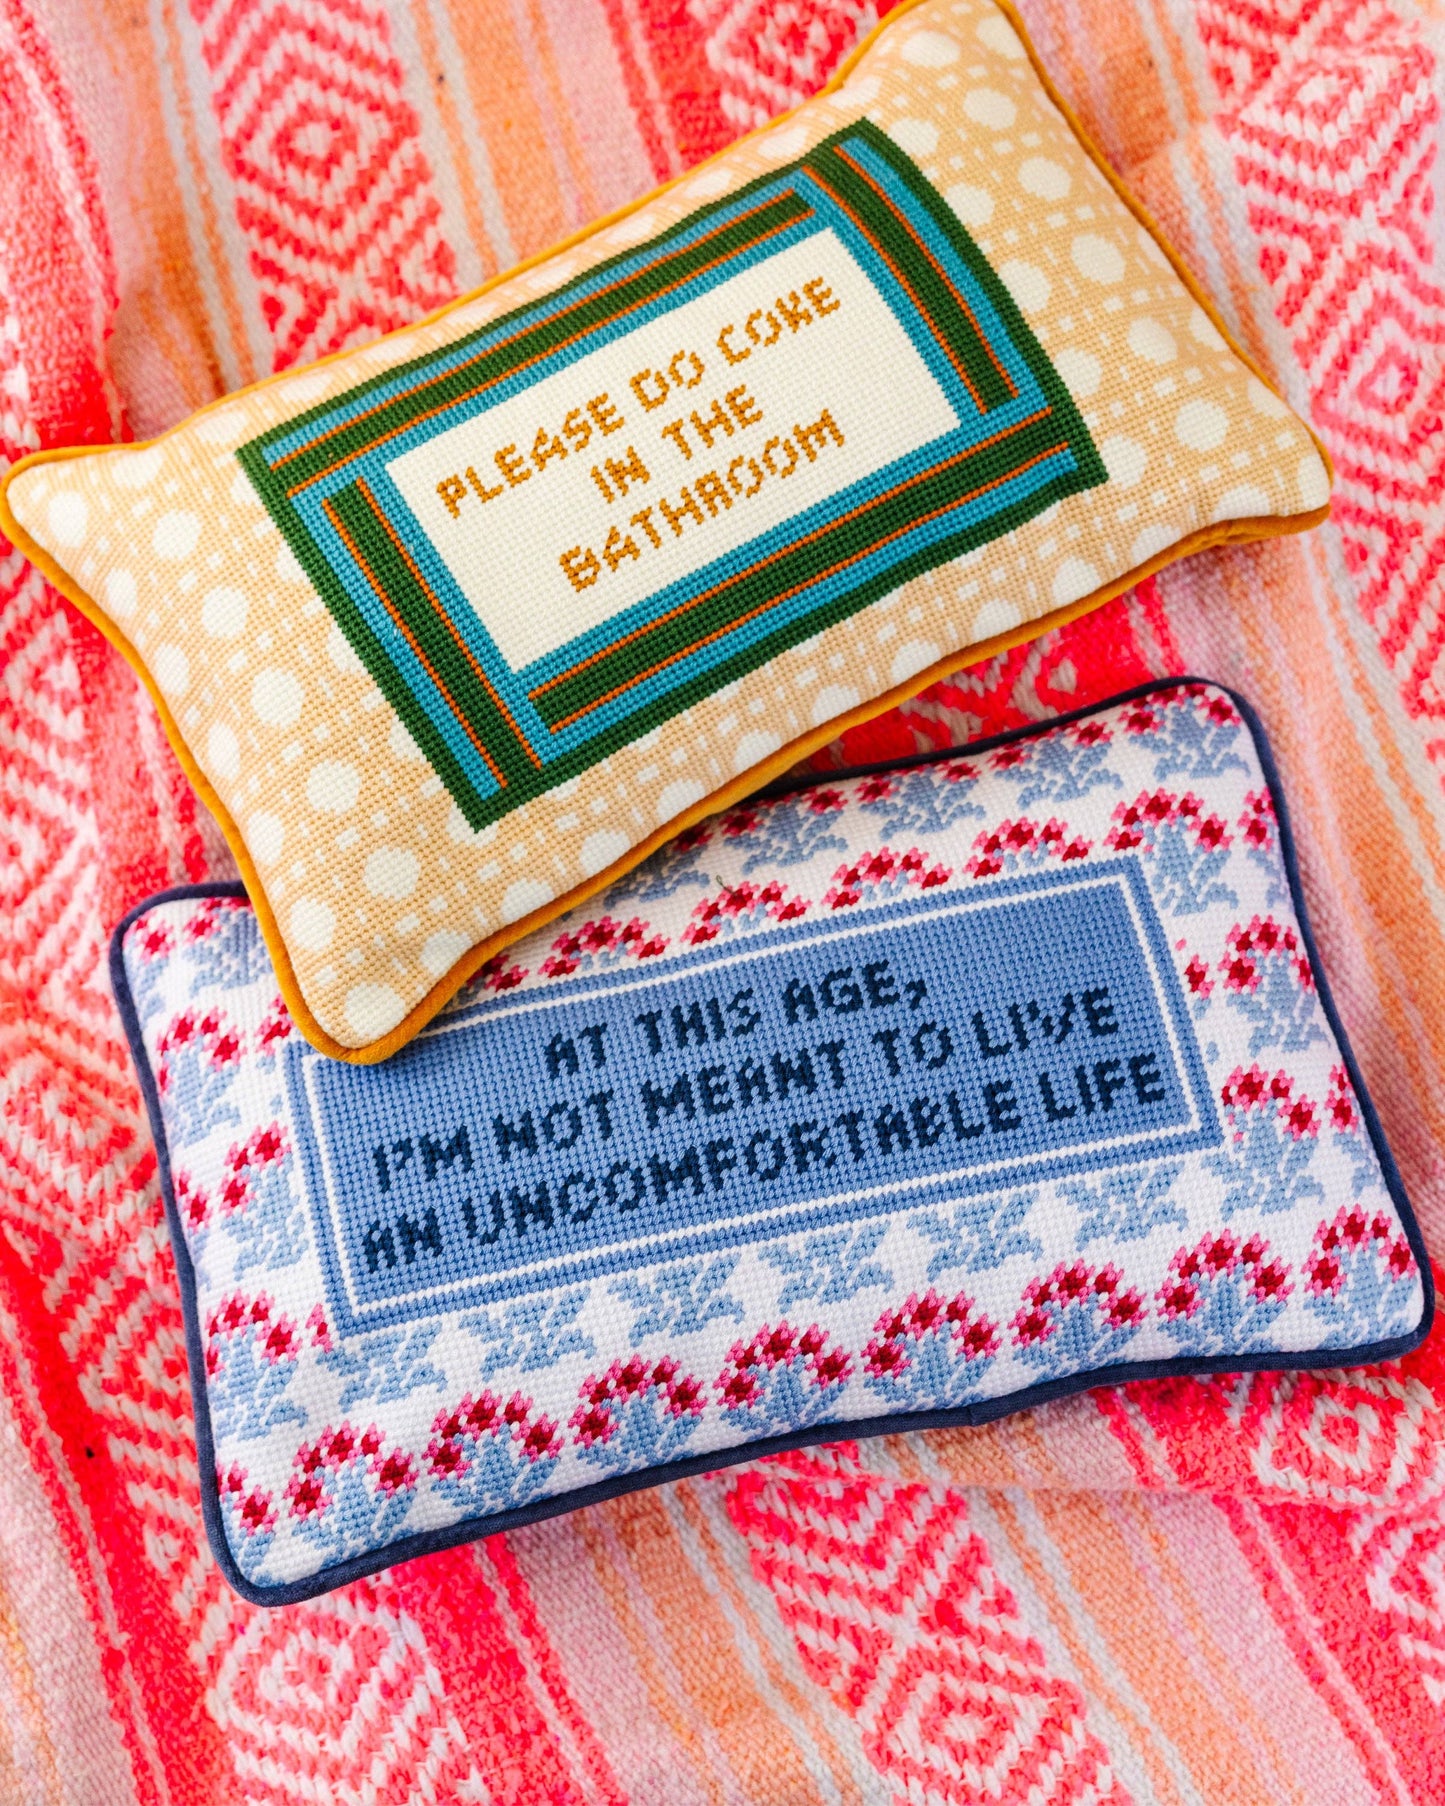 PLEASE DO COKE
IN THE
BATHROOM
AT THIS AGE,
I'M NOT MEANT TO LIVE
AN UNCOMFORTABLE LIFE